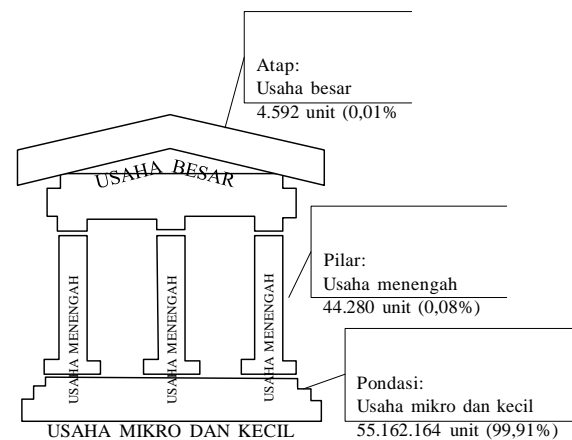 Atap:
Usaha besar
4.592 unit (0,01%
USAHA BESAR
Pilar:
Usaha menengah
44.280 unit (0,08%)
USAHA MENENGAH
USAHA MENENGAH
USAHA MENENGAH
Pondasi:
Usaha mikro dan kecil
55.162.164 unit (99,91%)
USAHA MIKRO DAN KECIL